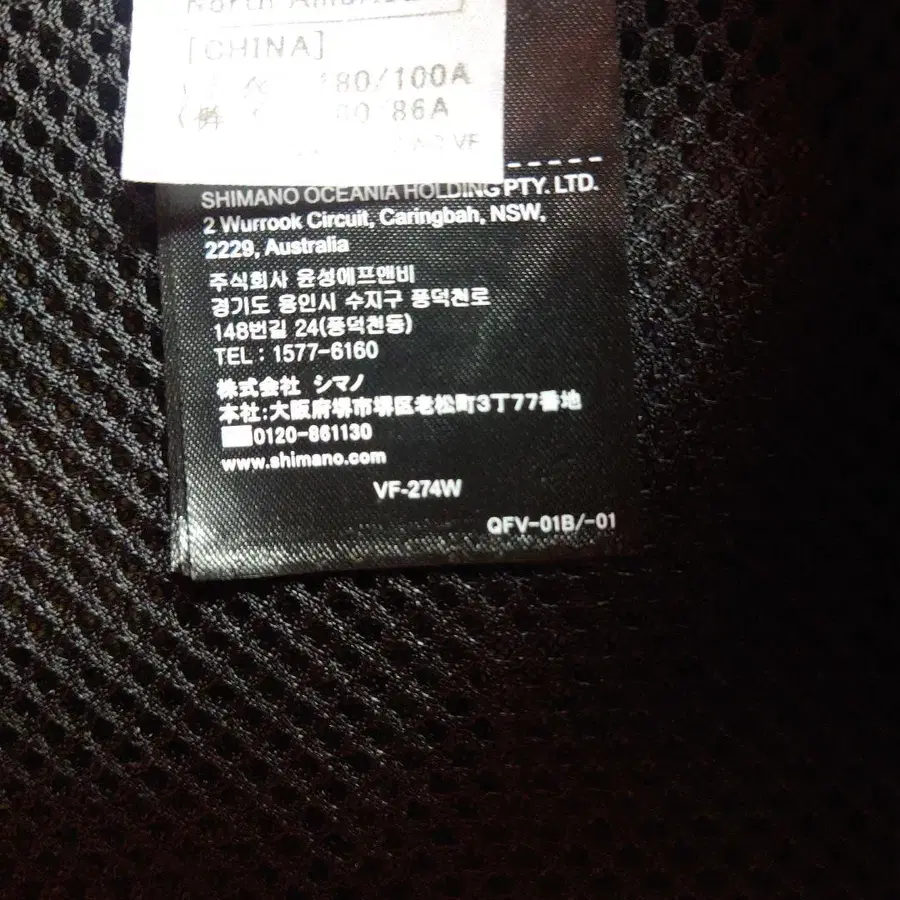 North America
[CHINA]
180/100A
86A
VF
SHIMANO OCEANIA HOLDING PTY. LTD.
2 Wurrook Circuit, Caringbah, NSW,
2229, Australia
주식회사 윤성에프앤비
경기도 용인시 수지구 풍덕천로
148번길 24(풍덕천동)
TEL : 1577-6160
株式会社 シマノ
本社:大阪府堺市堺区老松町3丁77番地
0120-861130
www.shimano.com
VF-274W
QFV-01B/-01